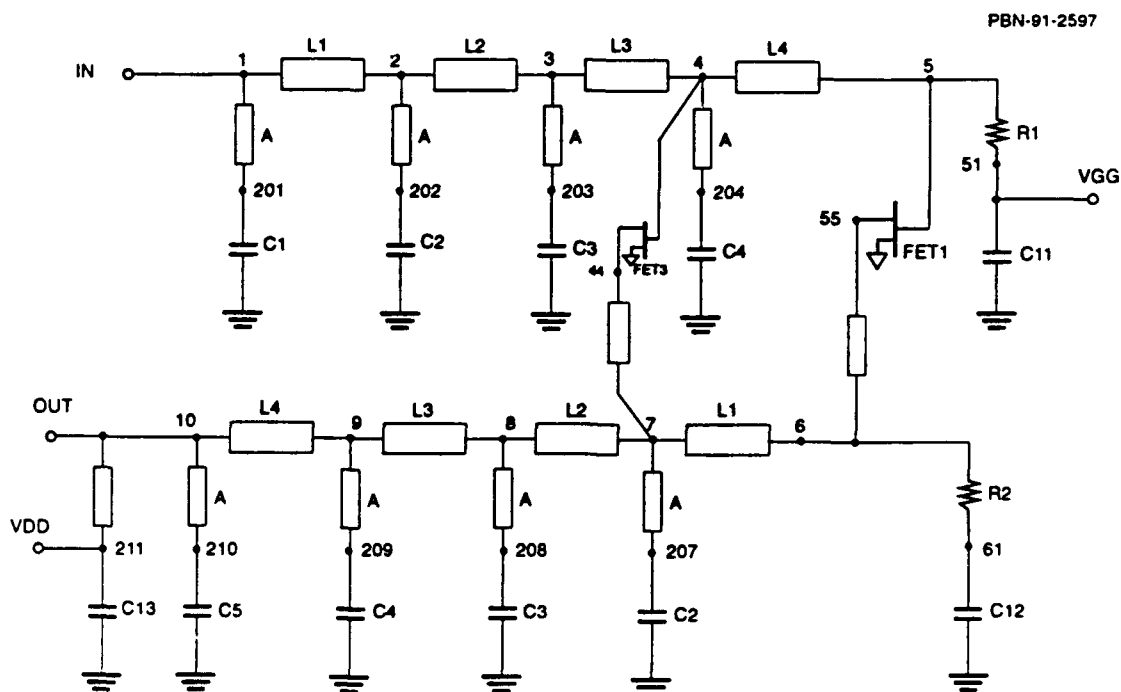 PBN-91-2597
IN
1
L1
2
L2
3
L3
4
L4
5
A
A
A
A
R1
51
VGG
201
202
203
204
55
C1
C2
C3
44
FET3
C4
FET1
C11
OUT
10
L4
9
L3
8
L2
7
L1
6
A
A
A
A
R2
VDD
211
210
209
208
207
61
C13
C5
C4
C3
C2
C12